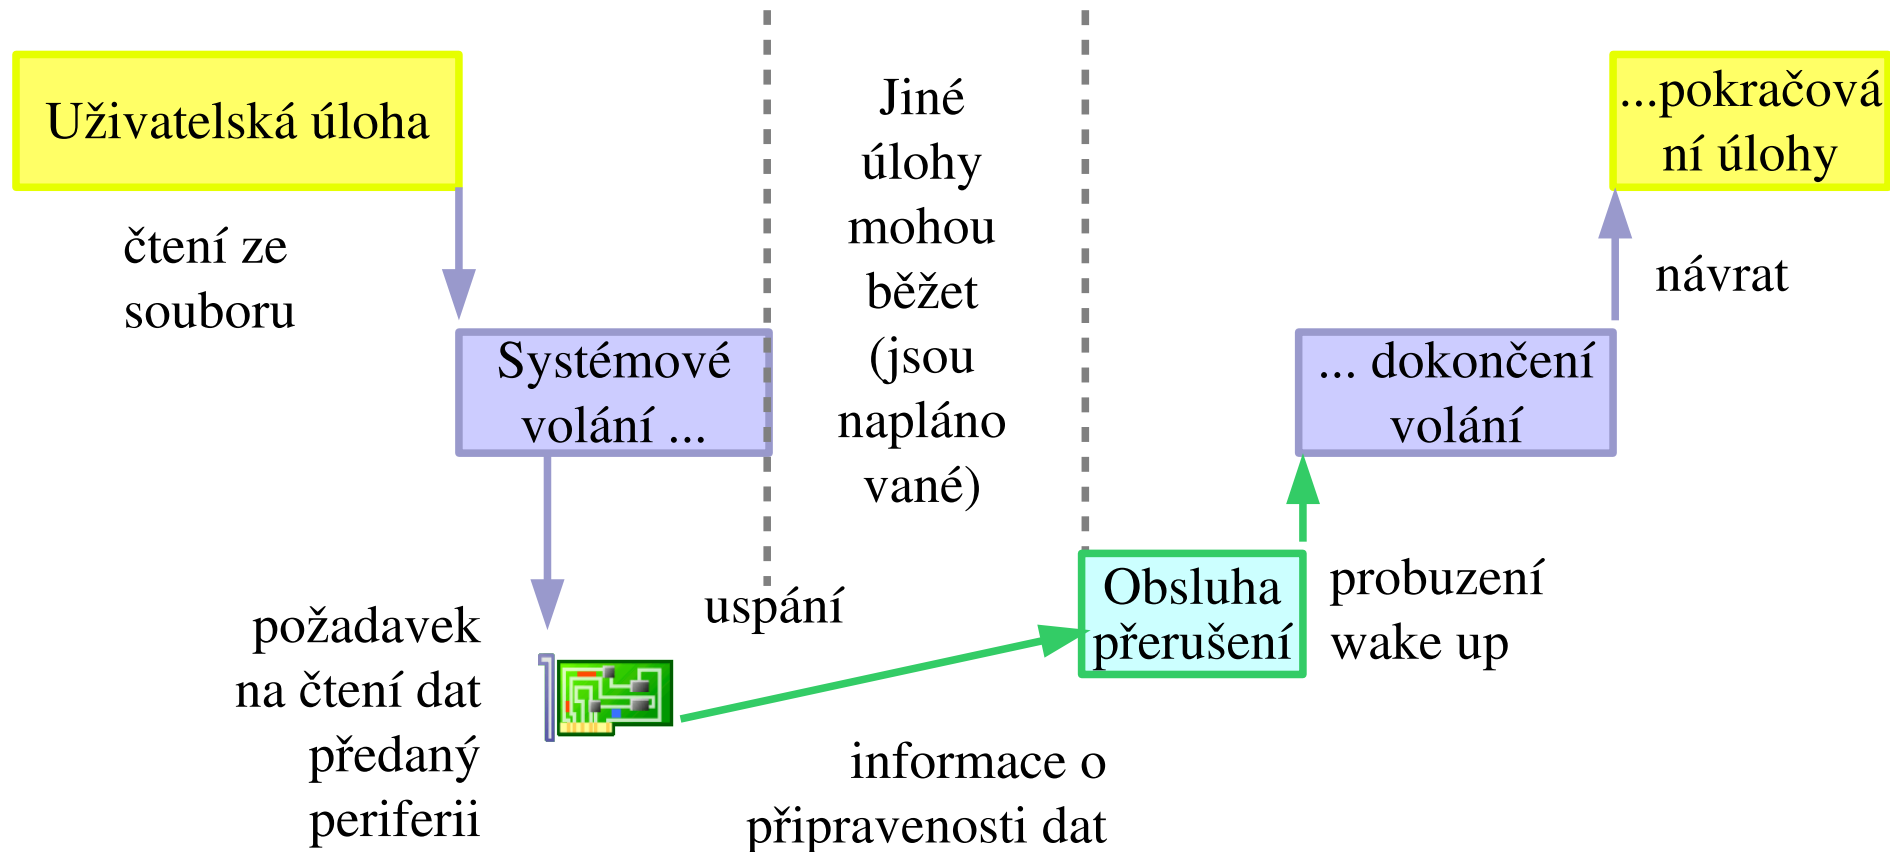 Uživatelská úloha
čtení ze
souboru
Systémové
volání ...
požadavek
na čtení dat
předaný
periferii
uspání
Jiné
úlohy
mohou
běžet
(jsou
napláno
vané)
informace o
připravenosti dat
Obsluha
přerušení
probuzení
wake up
... dokončení
volání
návrat
...pokračová
ní úlohy